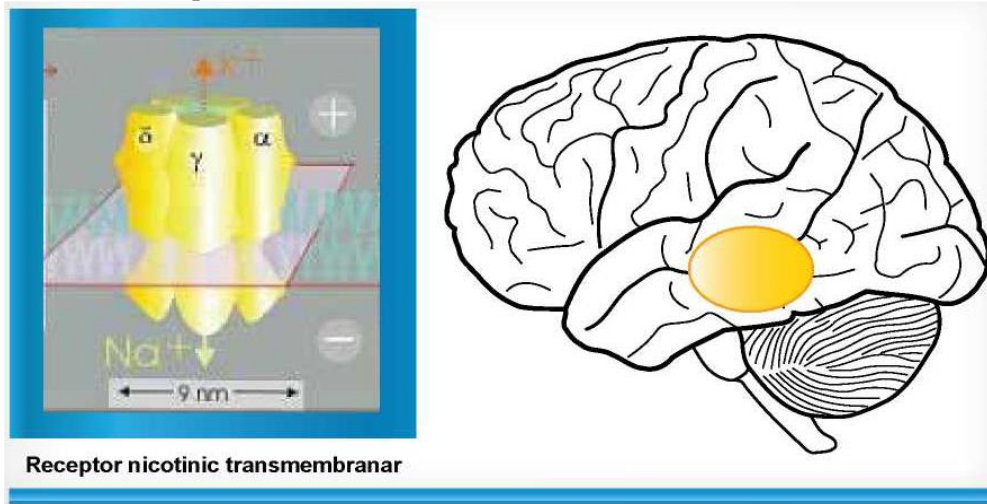 K+
+
ā γ α
−
Na+
9 nm
Receptor nicotinic transmembranar